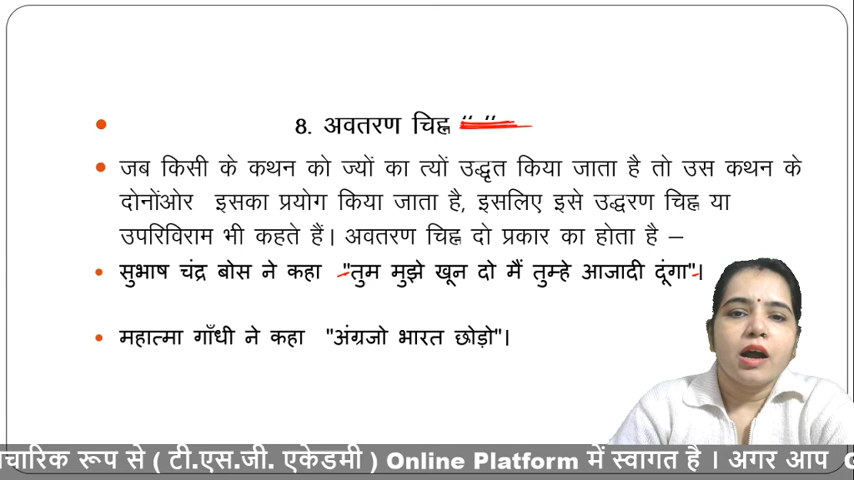 8. अवतरण चिह्न “ ”
जब किसी के कथन को ज्यों का त्यों उद्धृत किया जाता है तो उस कथन के
दोनोंओर इसका प्रयोग किया जाता है, इसलिए इसे उद्धरण चिह्न या
उपरिविराम भी कहते हैं। अवतरण चिह्न दो प्रकार का होता है –
सुभाष चंद्र बोस ने कहा "तुम मुझे खून दो मैं तुम्हे आजादी दूंगा"।
महात्मा गाँधी ने कहा "अंग्रजो भारत छोड़ो"।
चारिक रूप से ( टी.एस.जी. एकेडमी ) Online Platform में स्वागत है । अगर आप